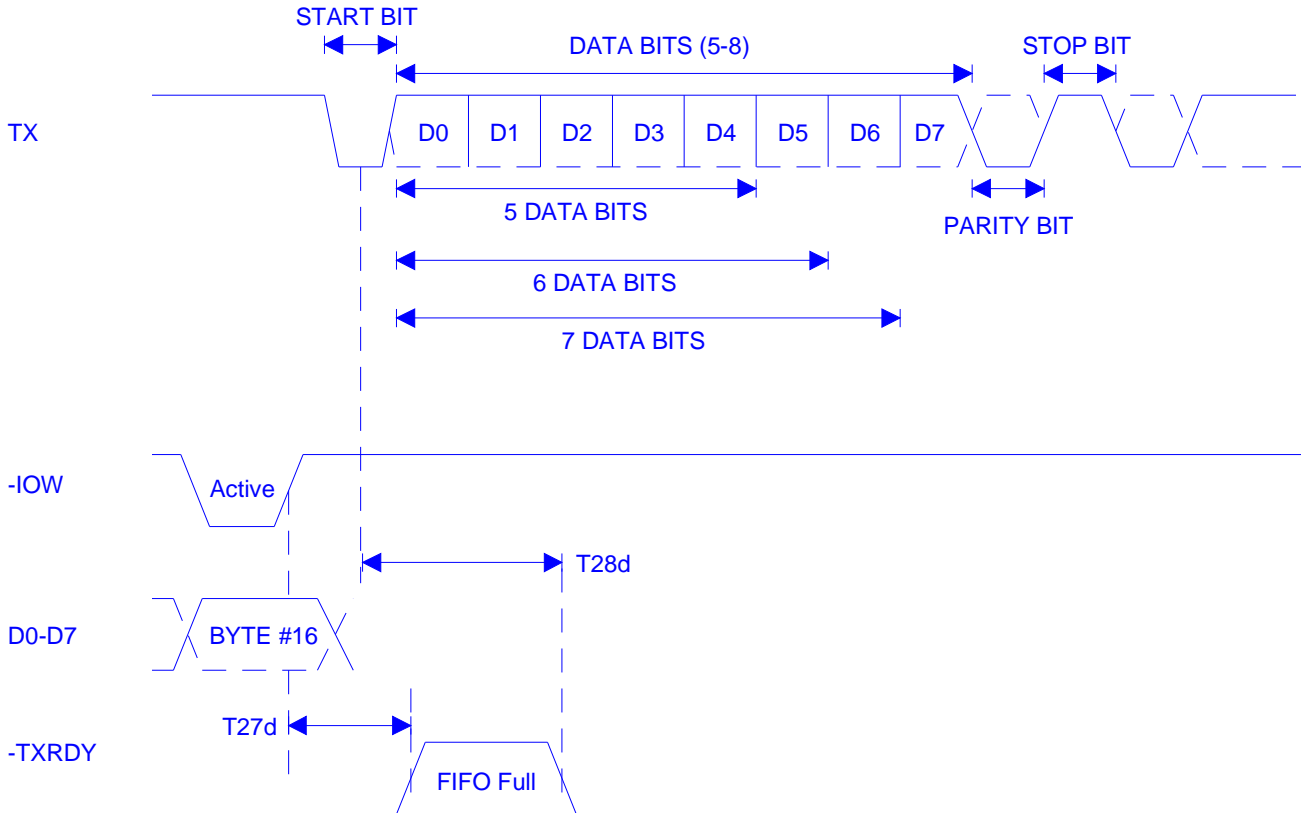 START BIT
DATA BITS (5-8)
STOP BIT
TX
D0 D1 D2 D3 D4 D5 D6 D7
5 DATA BITS
PARITY BIT
6 DATA BITS
7 DATA BITS
-IOW
Active
T28d
D0-D7
BYTE #16
T27d
-TXRDY
FIFO Full